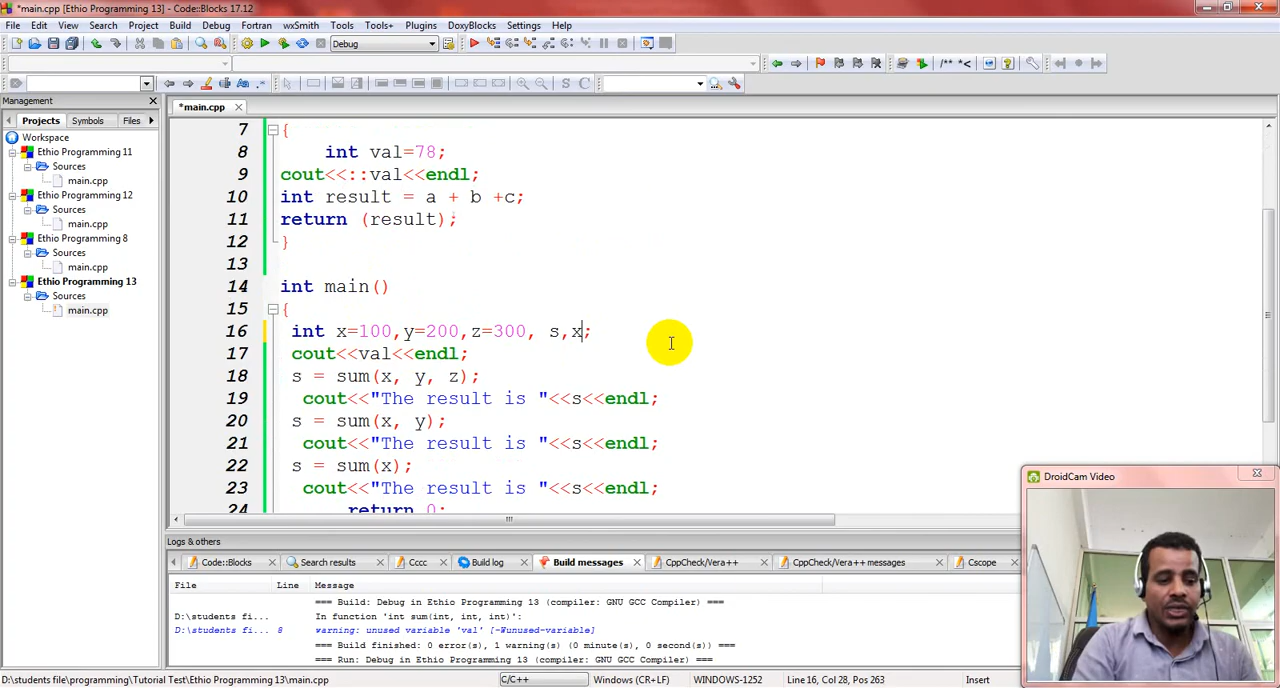 *main.cpp [Ethio Programming 13] - Code::Blocks 17.12
File Edit View Search Project Build Debug Fortran wxSmith Tools Tools+ Plugins DoxyBlocks Settings Help
Debug
/** *<
S C
Management
*main.cpp
Projects Symbols Files
Workspace
Ethio Programming 11
Sources
main.cpp
Ethio Programming 12
Sources
main.cpp
Ethio Programming 8
Sources
main.cpp
Ethio Programming 13
Sources
main.cpp
7 {
8 int val=78;
9 cout<<::val<<endl;
10 int result = a + b +c;
11 return (result);
12 }
13
14 int main()
15 {
16 int x=100,y=200,z=300, s,x;
17 cout<<val<<endl;
18 s = sum(x, y, z);
19 cout<<"The result is "<<s<<endl;
20 s = sum(x, y);
21 cout<<"The result is "<<s<<endl;
22 s = sum(x);
23 cout<<"The result is "<<s<<endl;
24 return 0;
DroidCam Video
Logs & others
Code::Blocks Search results Cccc Build log Build messages CppCheck/Vera++ CppCheck/Vera++ messages Cscope
File Line Message
=== Build: Debug in Ethio Programming 13 (compiler: GNU GCC Compiler) ===
D:\students fi... In function 'int sum(int, int, int)':
D:\students fi... 8 warning: unused variable 'val' [-Wunused-variable]
=== Build finished: 0 error(s), 1 warning(s) (0 minute(s), 0 second(s)) ===
=== Run: Debug in Ethio Programming 13 (compiler: GNU GCC Compiler) ===
D:\students file\programming\Tutorial Test\Ethio Programming 13\main.cpp C/C++ Windows (CR+LF) WINDOWS-1252 Line 16, Col 28, Pos 263 Insert